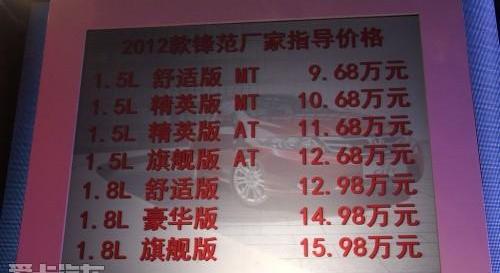 2012款锋范厂家指导价格
1.5L 舒适版 MT 9.68万元
1.5L 精英版 MT 10.68万元
1.5L 精英版 AT 11.68万元
1.5L 旗舰版 AT 12.68万元
1.8L 舒适版 12.98万元
1.8L 豪华版 14.98万元
1.8L 旗舰版 15.98万元
爱卡汽车